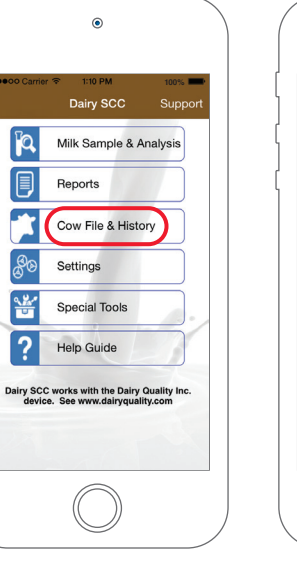 Carrier 1:10 PM 100%
Dairy SCC Support
Milk Sample & Analysis
Reports
Cow File & History
Settings
Special Tools
? Help Guide
Dairy SCC works with the Dairy Quality Inc.
device. See www.dairyquality.com